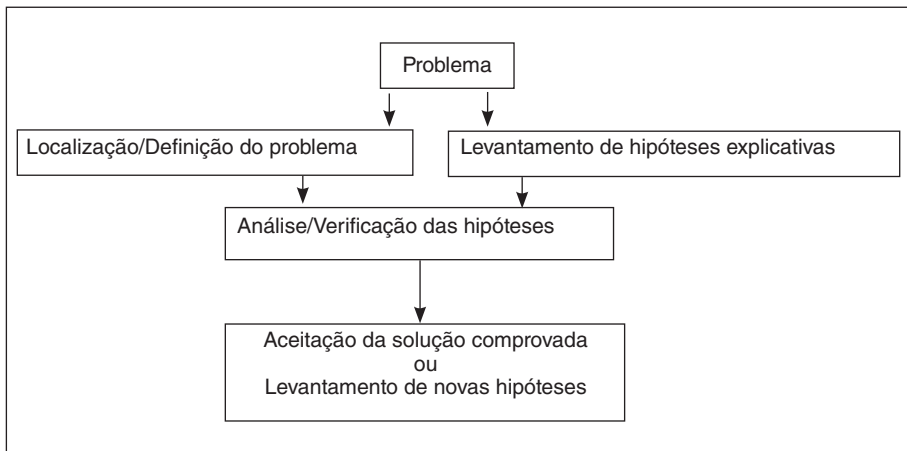 Problema
Localização/Definição do problema
Levantamento de hipóteses explicativas
Análise/Verificação das hipóteses
Aceitação da solução comprovada
ou
Levantamento de novas hipóteses